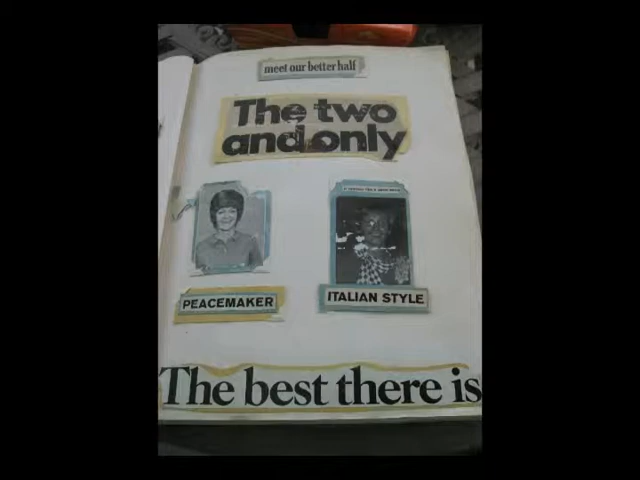 meet our better half
The two
and only
PEACEMAKER
ITALIAN STYLE
The best there is